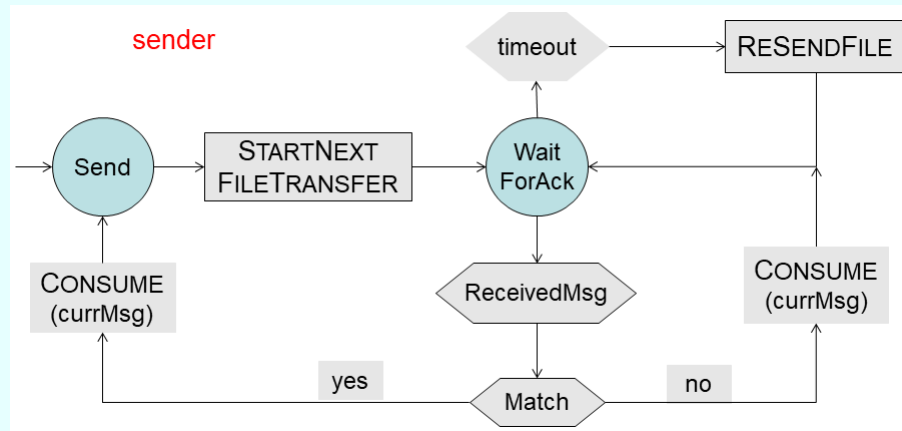 sender
timeout
RESENDFILE
Send
STARTNEXT
FILETRANSFER
Wait
ForAck
CONSUME
(currMsg)
ReceivedMsg
CONSUME
(currMsg)
yes
Match
no